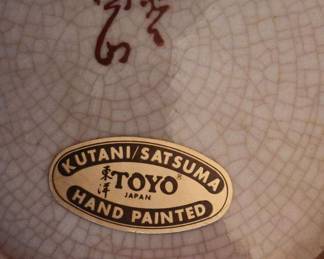 KUTANI/SATSUMA
東洋 TOYO®
JAPAN
HAND PAINTED